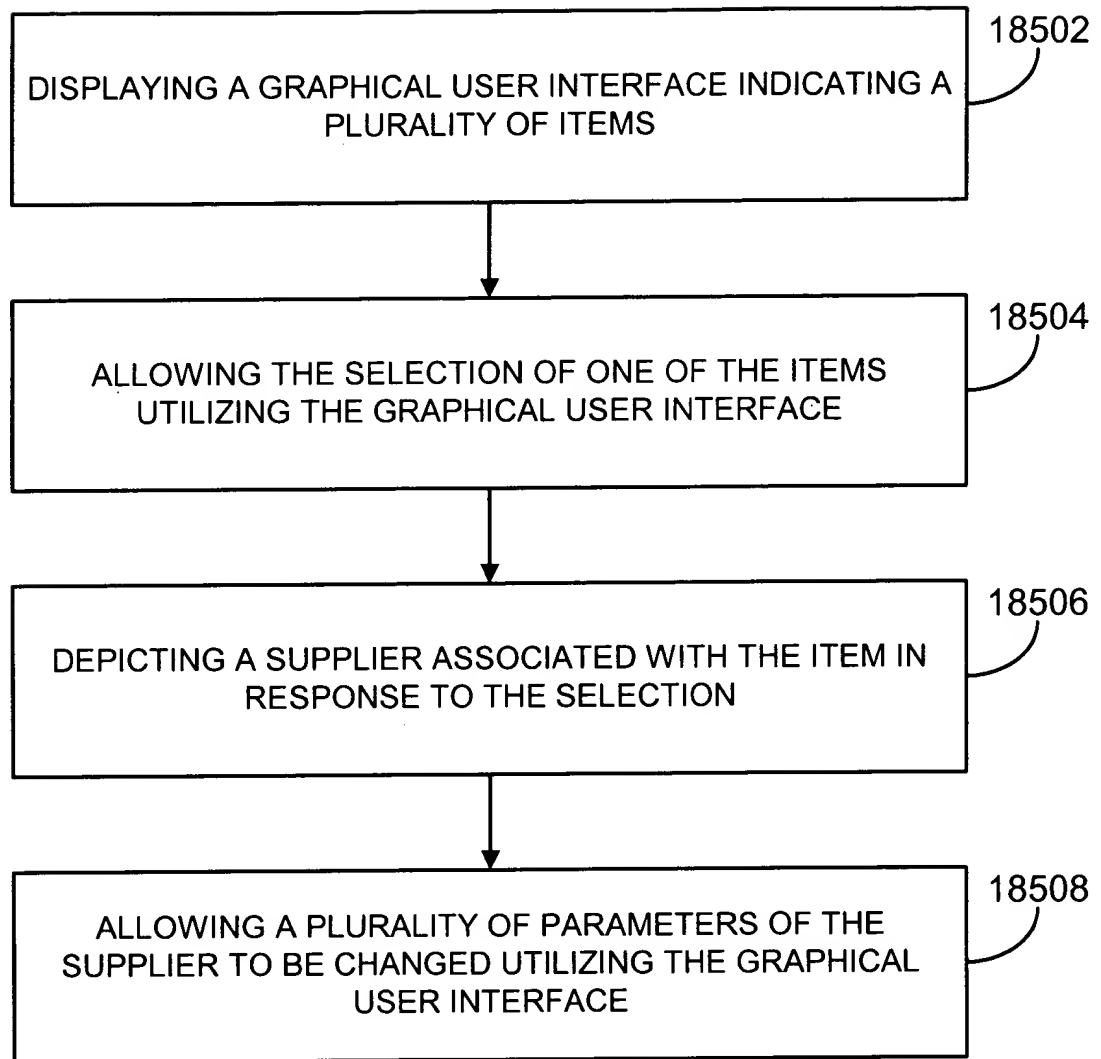 18502
DISPLAYING A GRAPHICAL USER INTERFACE INDICATING A
PLURALITY OF ITEMS
18504
ALLOWING THE SELECTION OF ONE OF THE ITEMS
UTILIZING THE GRAPHICAL USER INTERFACE
18506
DEPICTING A SUPPLIER ASSOCIATED WITH THE ITEM IN
RESPONSE TO THE SELECTION
18508
ALLOWING A PLURALITY OF PARAMETERS OF THE
SUPPLIER TO BE CHANGED UTILIZING THE GRAPHICAL
USER INTERFACE